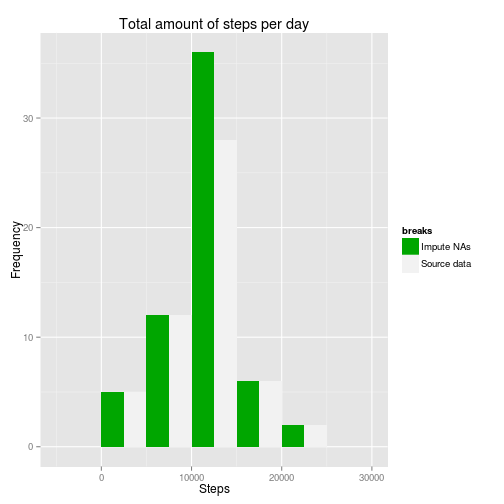 Total amount of steps per day
Frequency
30
20
10
0
0 10000 20000 30000
Steps
breaks
Impute NAs
Source data